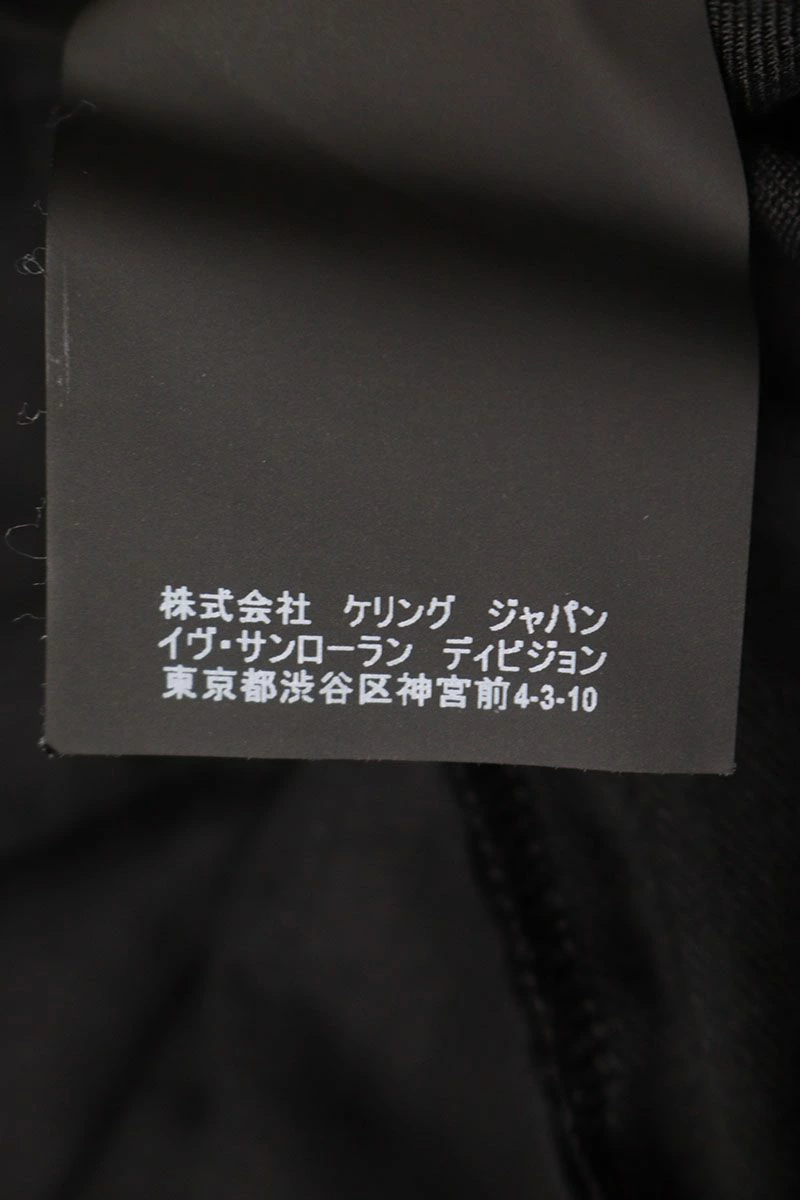 株式会社　ケリング　ジャパン
イヴ・サンローラン　ディビジョン
東京都渋谷区神宮前4-3-10